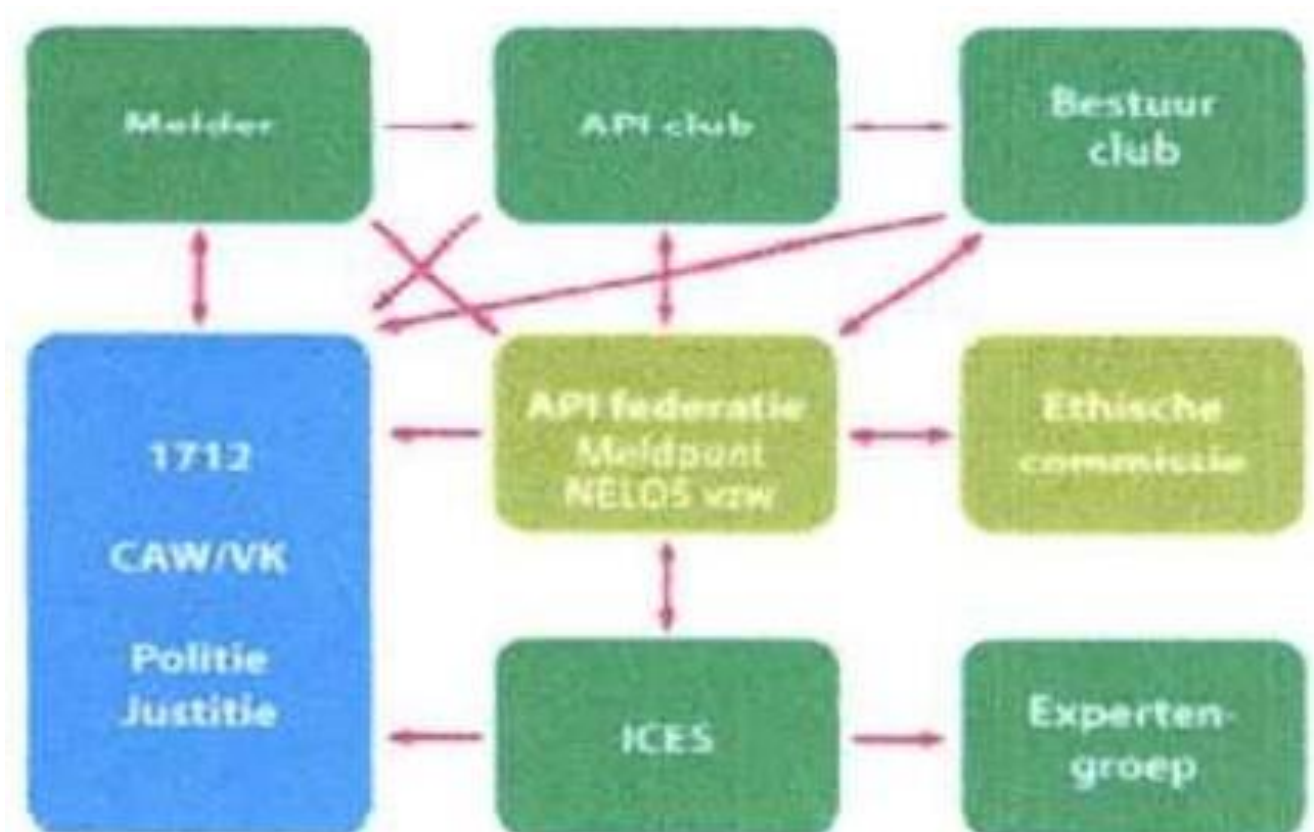 Melder
API club
Bestuur
club
1712
CAW/VK
Politie
Justitie
API federatie
Meldpunt
NELOS vzw
Ethische
commissie
ICES
Experten-
groep